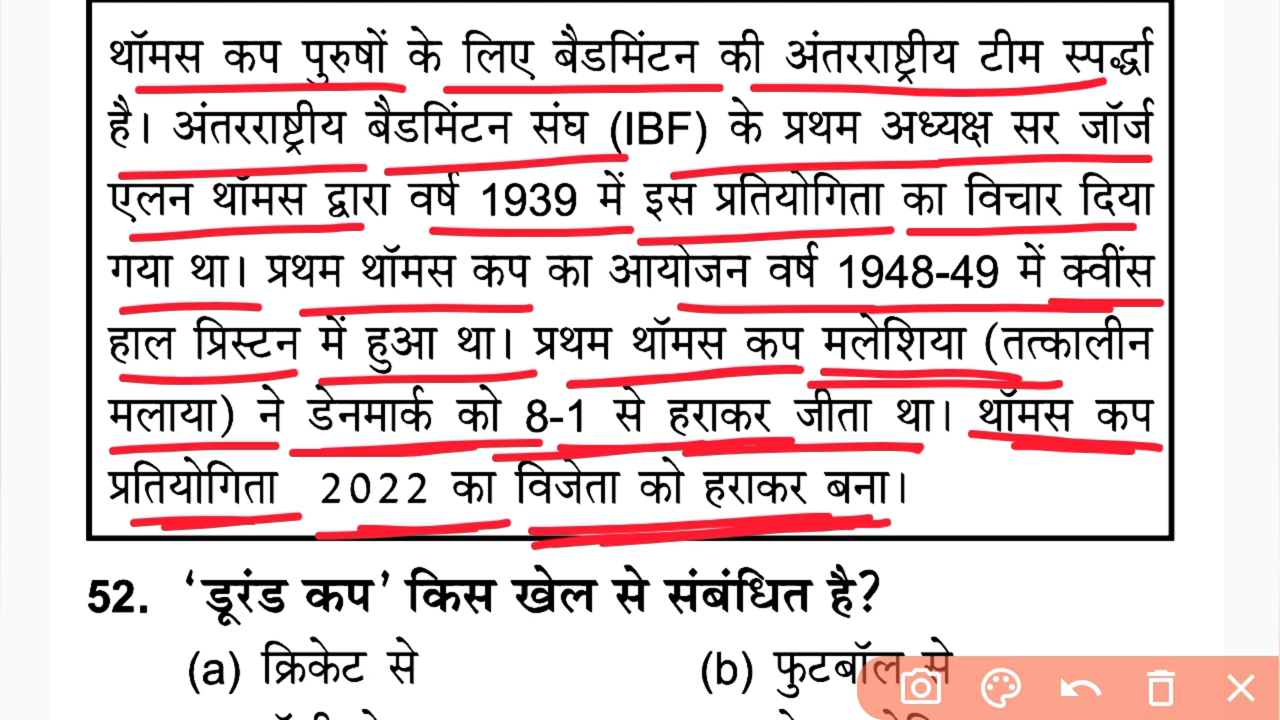 थॉमस कप पुरुषों के लिए बैडमिंटन की अंतरराष्ट्रीय टीम स्पर्द्धा
है। अंतरराष्ट्रीय बैडमिंटन संघ (IBF) के प्रथम अध्यक्ष सर जॉर्ज
एलन थॉमस द्वारा वर्ष 1939 में इस प्रतियोगिता का विचार दिया
गया था। प्रथम थॉमस कप का आयोजन वर्ष 1948-49 में क्वींस
हाल प्रिस्टन में हुआ था। प्रथम थॉमस कप मलेशिया (तत्कालीन
मलाया) ने डेनमार्क को 8-1 से हराकर जीता था। थॉमस कप
प्रतियोगिता 2022 का विजेता को हराकर बना।
52. ‘डूरंड कप’ किस खेल से संबंधित है?
(a) क्रिकेट से (b) फुटबॉल से